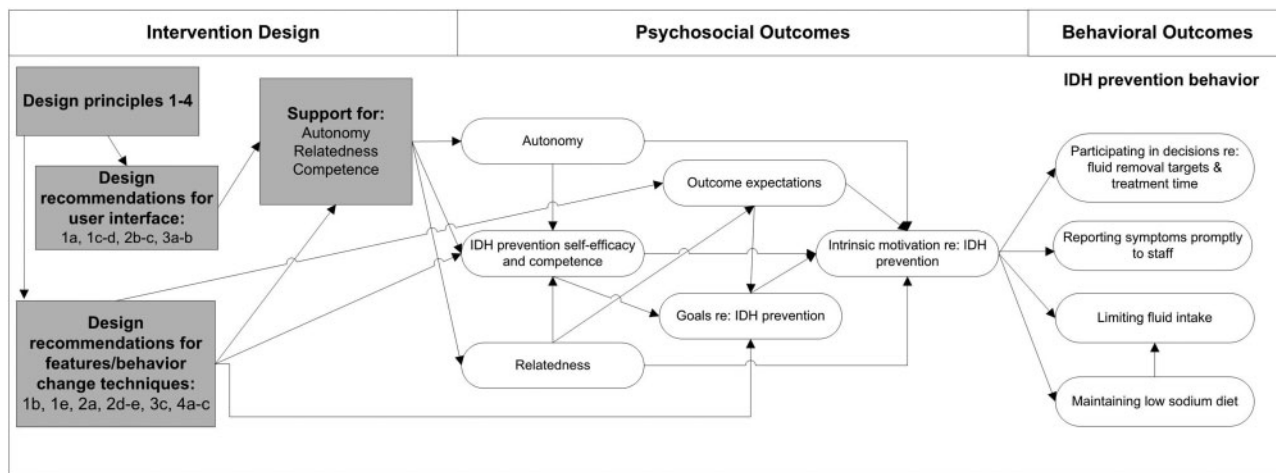 Intervention Design
Psychosocial Outcomes
Behavioral Outcomes
Design principles 1-4
Design
recommendations for
user interface:
1a, 1c-d, 2b-c, 3a-b
Design
recommendations for
features/behavior
change techniques:
1b, 1e, 2a, 2d-e, 3c, 4a-c
Support for:
Autonomy
Relatedness
Competence
Autonomy
Outcome expectations
IDH prevention self-efficacy
and competence
Goals re: IDH prevention
Relatedness
Intrinsic motivation re: IDH
prevention
IDH prevention behavior
Participating in decisions re:
fluid removal targets &
treatment time
Reporting symptoms promptly
to staff
Limiting fluid intake
Maintaining low sodium diet